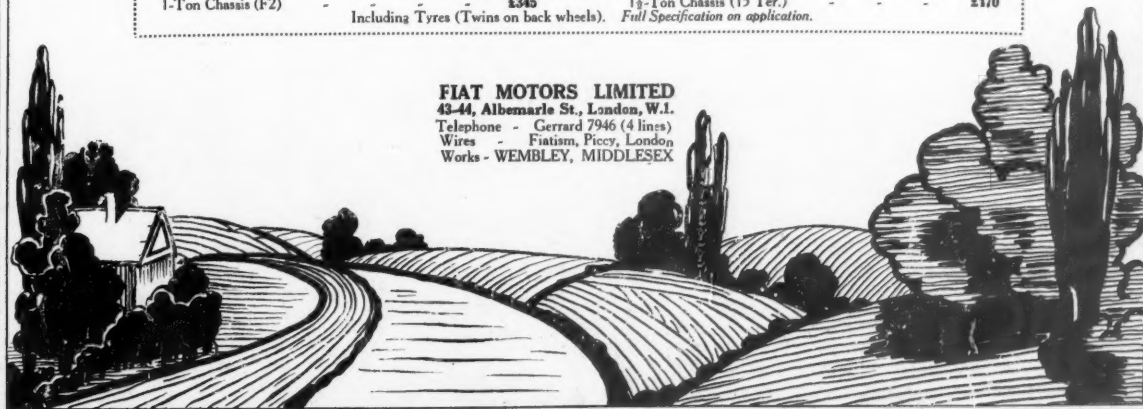 1-Ton Chassis (F2) - - - - £345
1½-Ton Chassis (15 Ter.) - - - £170
Including Tyres (Twins on back wheels). Full Specification on application.
FIAT MOTORS LIMITED
43-44, Albemarle St., London, W.1.
Telephone - Gerrard 7946 (4 lines)
Wires - Fiatism, Piccy, London
Works - WEMBLEY, MIDDLESEX